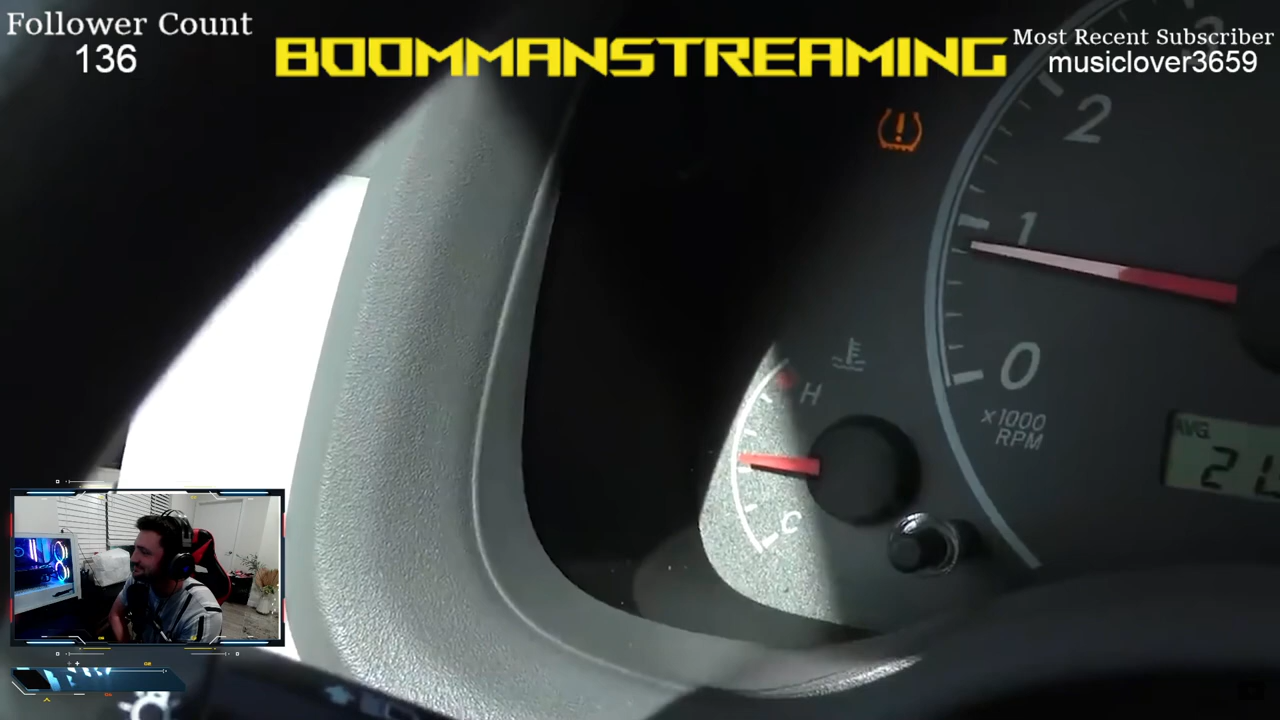 Follower Count
136
BOOMMANSTREAMING
Most Recent Subscriber
musiclover3659
2
1
0
x1000
RPM
H
C
AVG.